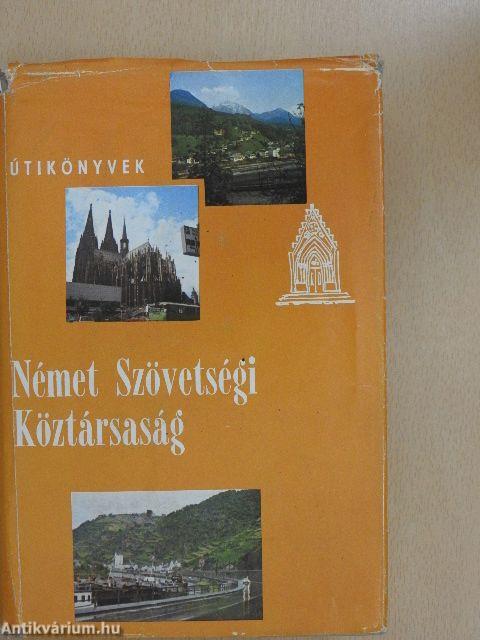 ÚTIKÖNYVEK
Német Szövetségi
Köztársaság
Antikvárium.hu